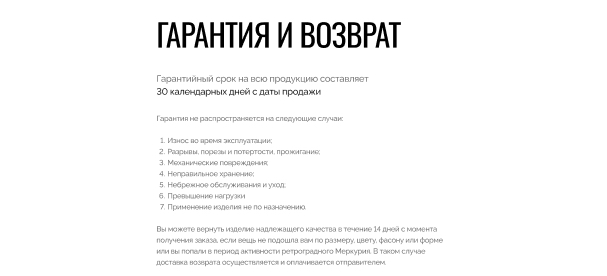 ГАРАНТИЯ И ВОЗВРАТ
Гарантийный срок на всю продукцию составляет
30 календарных дней с даты продажи
Гарантия не распространяется на следующие случаи:
1. Износ во время эксплуатации;
2. Разрывы, порезы и потертости, прожигание;
3. Механические повреждения;
4. Неправильное хранение;
5. Небрежное обслуживания и уход;
6. Превышение нагрузки
7. Применение изделия не по назначению.
Вы можете вернуть изделие надлежащего качества в течение 14 дней с момента
получения заказа, если вещь не подошла вам по размеру, цвету, фасону или форме
или вы попали в период активности ретроградного Меркурия. В таком случае
доставка возврата осуществляется и оплачивается отправителем.